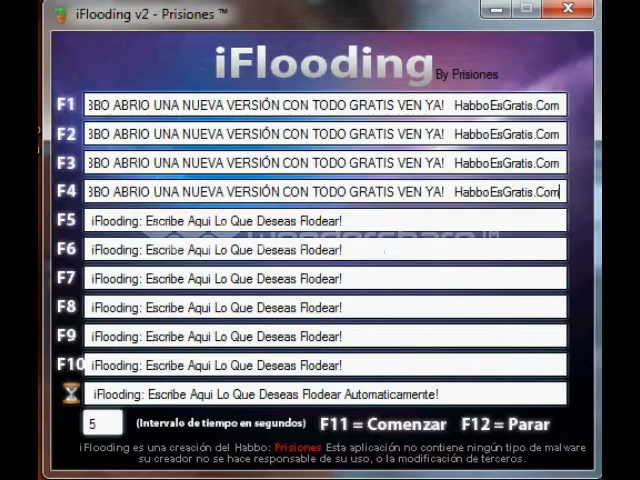 iFlooding v2 - Prisiones ™
iFlooding By Prisiones
F1 3BO ABRIO UNA NUEVA VERSIÓN CON TODO GRATIS VEN YA! HabboEsGratis.Com
F2 3BO ABRIO UNA NUEVA VERSIÓN CON TODO GRATIS VEN YA! HabboEsGratis.Com
F3 3BO ABRIO UNA NUEVA VERSIÓN CON TODO GRATIS VEN YA! HabboEsGratis.Com
F4 3BO ABRIO UNA NUEVA VERSIÓN CON TODO GRATIS VEN YA! HabboEsGratis.Com
F5 iFlooding: Escribe Aqui Lo Que Deseas Flodear!
F6 iFlooding: Escribe Aqui Lo Que Deseas Flodear!
F7 iFlooding: Escribe Aqui Lo Que Deseas Flodear!
F8 iFlooding: Escribe Aqui Lo Que Deseas Flodear!
F9 iFlooding: Escribe Aqui Lo Que Deseas Flodear!
F10 iFlooding: Escribe Aqui Lo Que Deseas Flodear!
iFlooding: Escribe Aqui Lo Que Deseas Flodear Automaticamente!
5 (Intervalo de tiempo en segundos) F11 = Comenzar F12 = Parar
iFlooding es una creación del Habbo: Prisiones Esta aplicación no contiene ningún tipo de malware
su creador no se hace responsable de su uso, o la modificación de terceros.